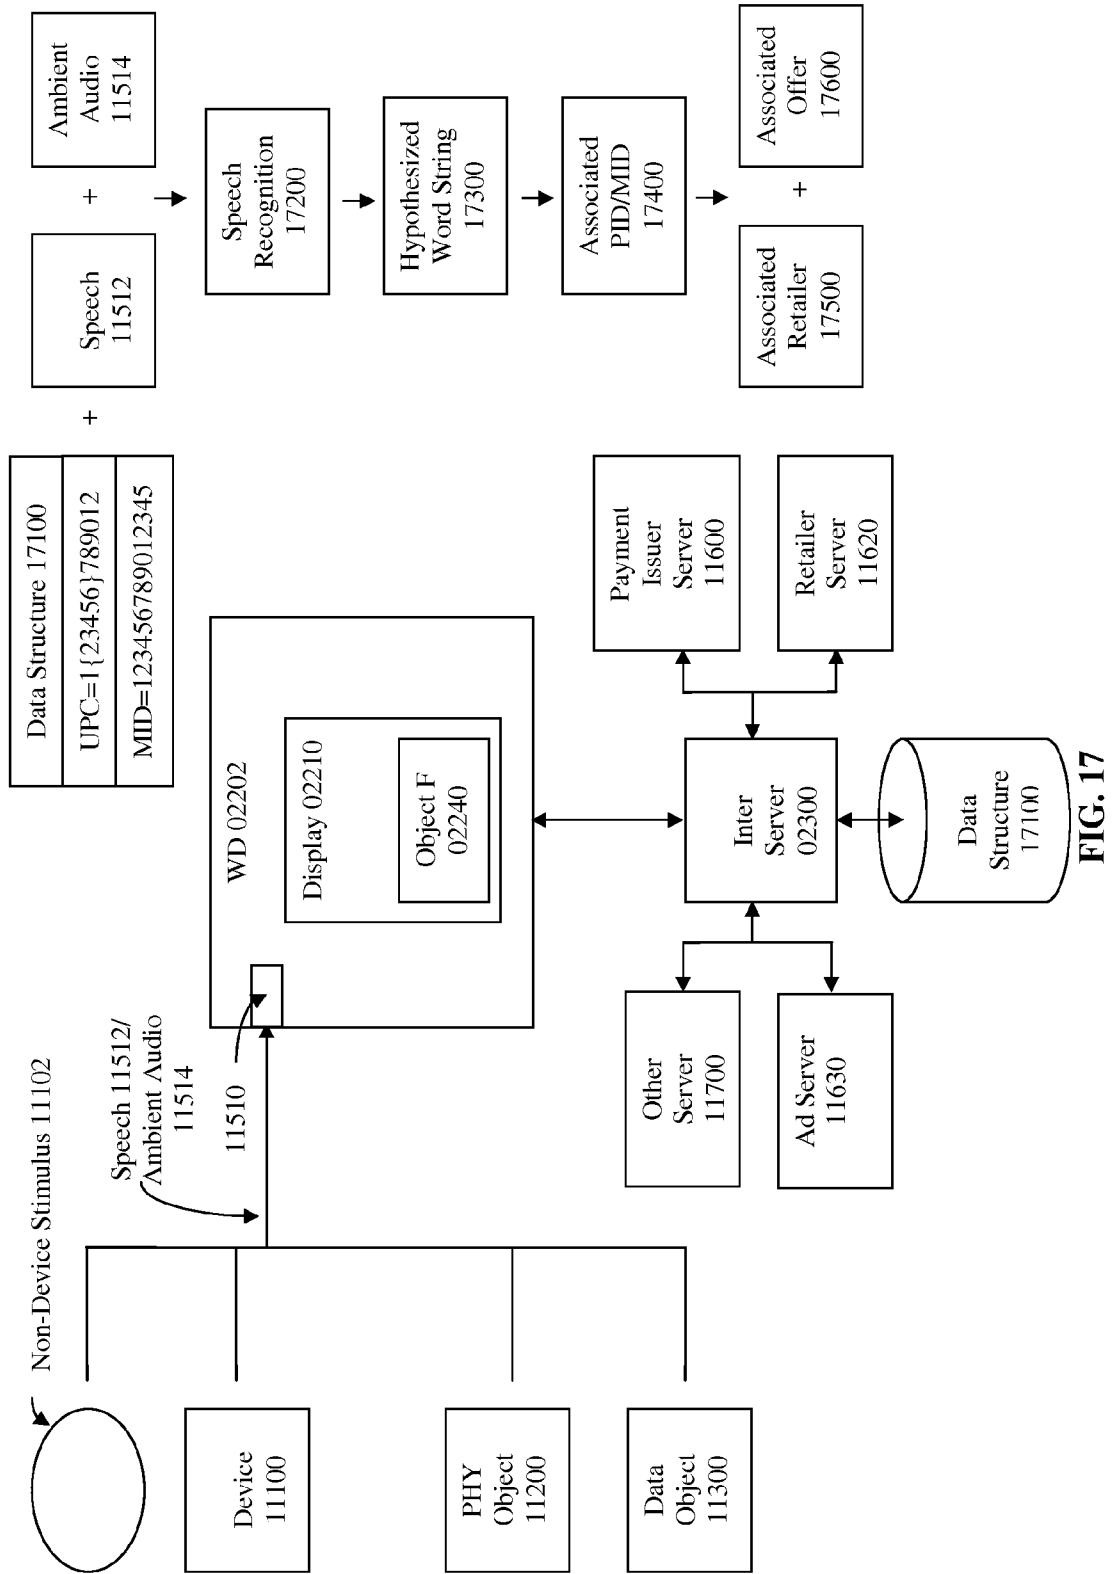 Non-Device Stimulus 11102
Device
11100
PHY
Object
11200
Data
Object
11300
Speech 11512/
Ambient Audio
11514
11510
WD 02202
Display 02210
Object F
02240
Other
Server
11700
Ad Server
11630
Inter
Server
02300
Data
Structure
17100
Payment
Issuer
Server
11600
Retailer
Server
11620
Data Structure 17100
UPC=1{23456}789012
MID=123456789012345
+
Speech
11512
+
Ambient
Audio
11514
Speech
Recognition
17200
Hypothesized
Word String
17300
Associated
PID/MID
17400
Associated
Retailer
17500
+
Associated
Offer
17600
FIG. 17